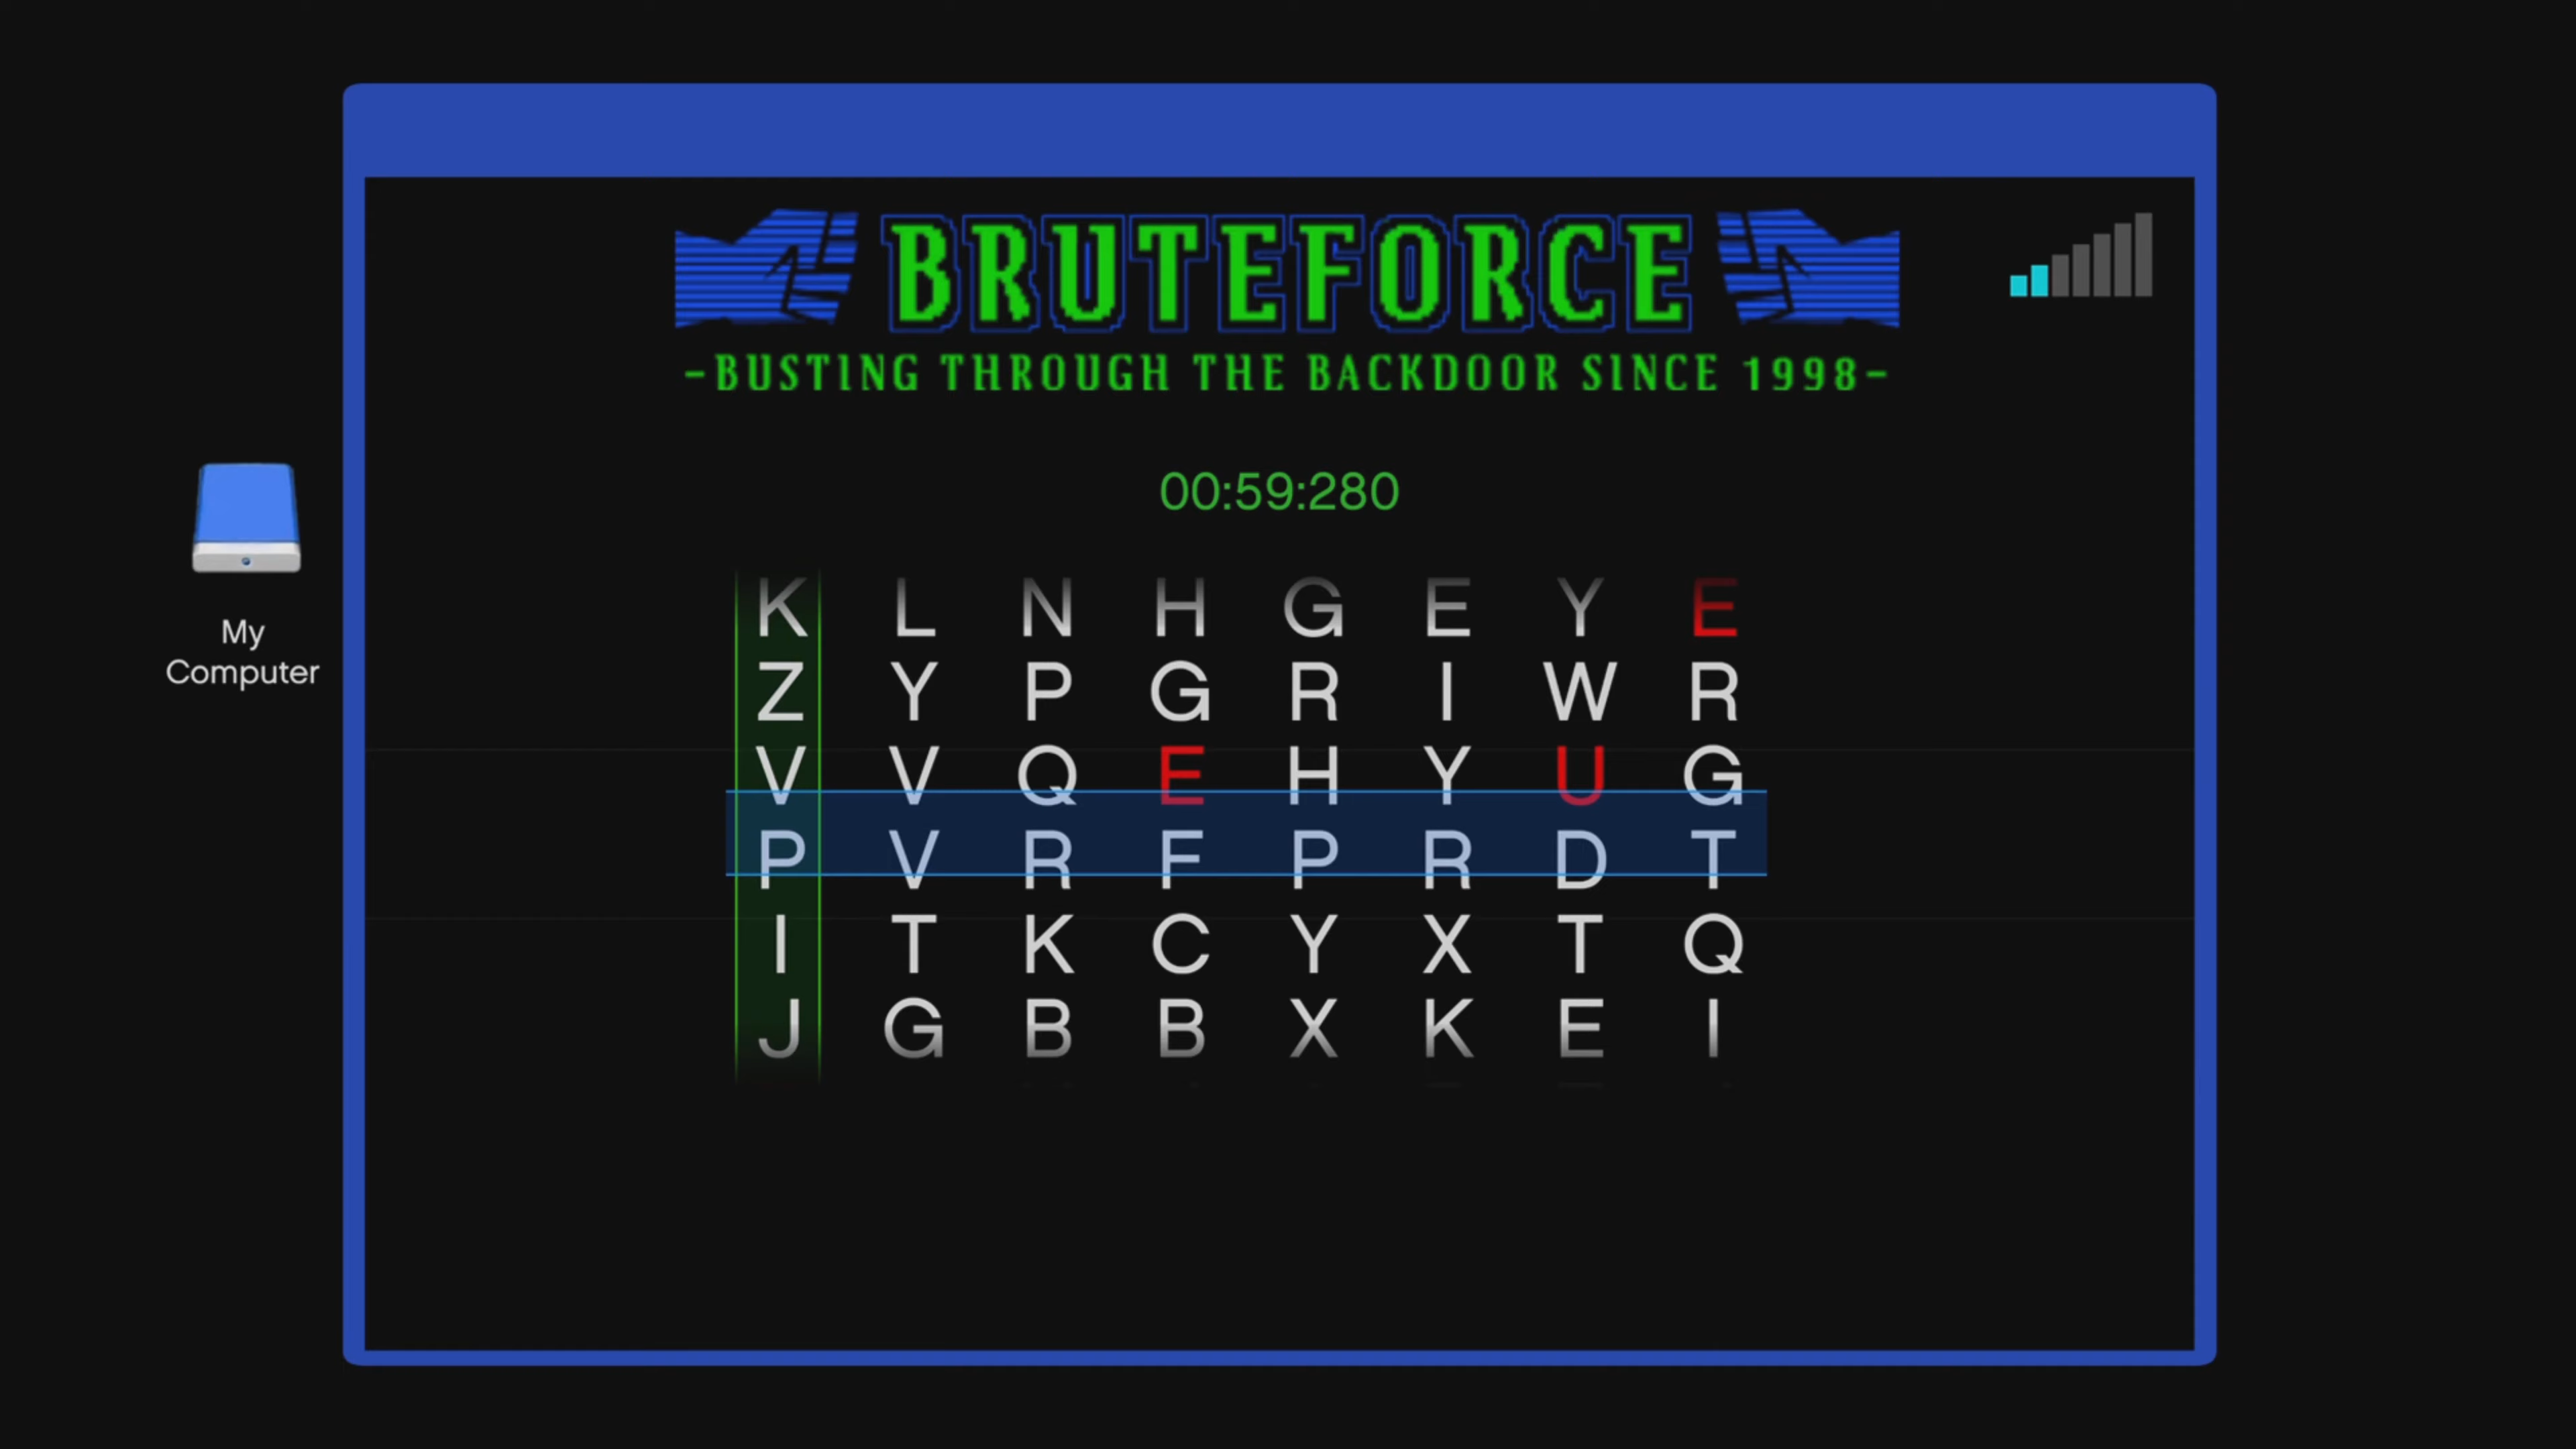 BRUTEFORCE
-BUSTING THROUGH THE BACKDOOR SINCE 1998-
00:59:280
My
Computer
K L N H G E Y E
Z Y P G R I W R
V V Q E H Y U G
P V R F P R D T
I T K C Y X T Q
J G B B X K E I